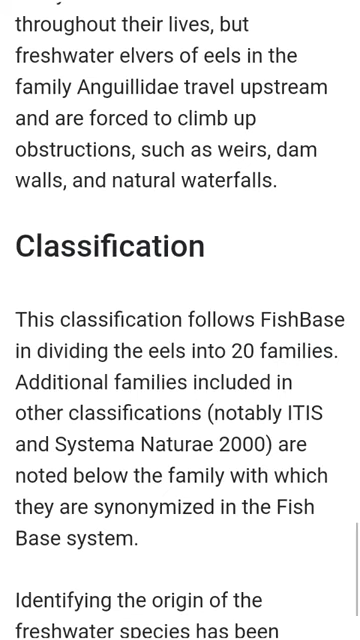 throughout their lives, but
freshwater elvers of eels in the
family Anguillidae travel upstream
and are forced to climb up
obstructions, such as weirs, dam
walls, and natural waterfalls.
Classification
This classification follows FishBase
in dividing the eels into 20 families.
Additional families included in
other classifications (notably ITIS
and Systema Naturae 2000) are
noted below the family with which
they are synonymized in the Fish
Base system.
Identifying the origin of the
freshwater species has been